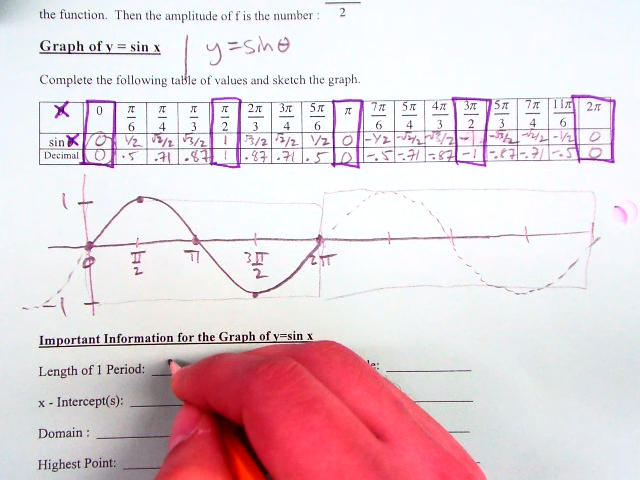 the function. Then the amplitude of f is the number : 2
Graph of y = sin x | y = sin θ
Complete the following table of values and sketch the graph.
x 0 π/6 π/4 π/3 π/2 2π/3 3π/4 5π/6 π 7π/6 5π/4 4π/3 3π/2 5π/3 7π/4 11π/6 2π
sin x 0 1/2 √2/2 √3/2 1 √3/2 √2/2 1/2 0 -1/2 -√2/2 -√3/2 -1 -√3/2 -√2/2 -1/2 0
Decimal 0 .5 .71 .87 1 .87 .71 .5 0 -.5 -.71 -.87 -1 -.87 -.71 -.5 0
1
0 π/2 π 3π/2 2π
-1
Important Information for the Graph of y=sin x
Length of 1 Period:
x - Intercept(s):
Domain :
Highest Point: